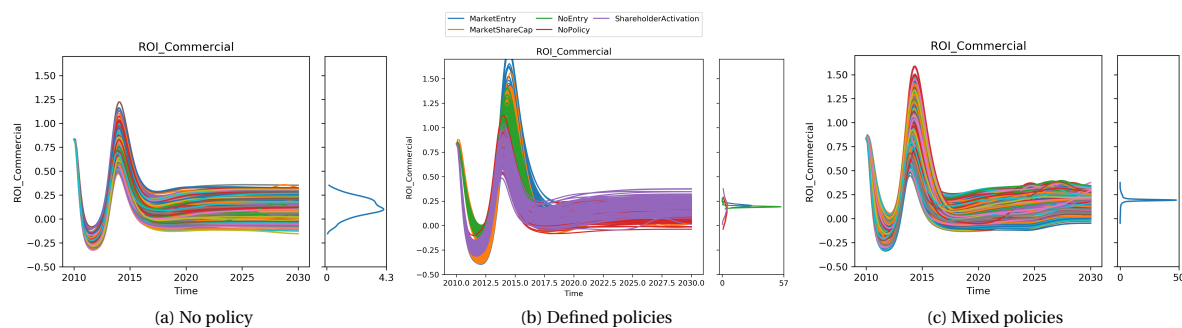 MarketEntry NoEntry ShareholderActivation
MarketShareCap NoPolicy
ROI_Commercial
1.50
1.25
1.00
0.75
0.50
0.25
0.00
−0.25
−0.50
ROI_Commercial
2010 2015 2020 2025 2030
Time
0 4.3
(a) No policy
ROI_Commercial
1.50
1.25
1.00
0.75
0.50
0.25
0.00
−0.25
−0.50
ROI_Commercial
2010.0 2012.5 2015.0 2017.5 2020.0 2022.5 2025.0 2027.5 2030.0
Time
0 57
(b) Defined policies
ROI_Commercial
1.50
1.25
1.00
0.75
0.50
0.25
0.00
−0.25
−0.50
ROI_Commercial
2010 2015 2020 2025 2030
Time
0 50
(c) Mixed policies